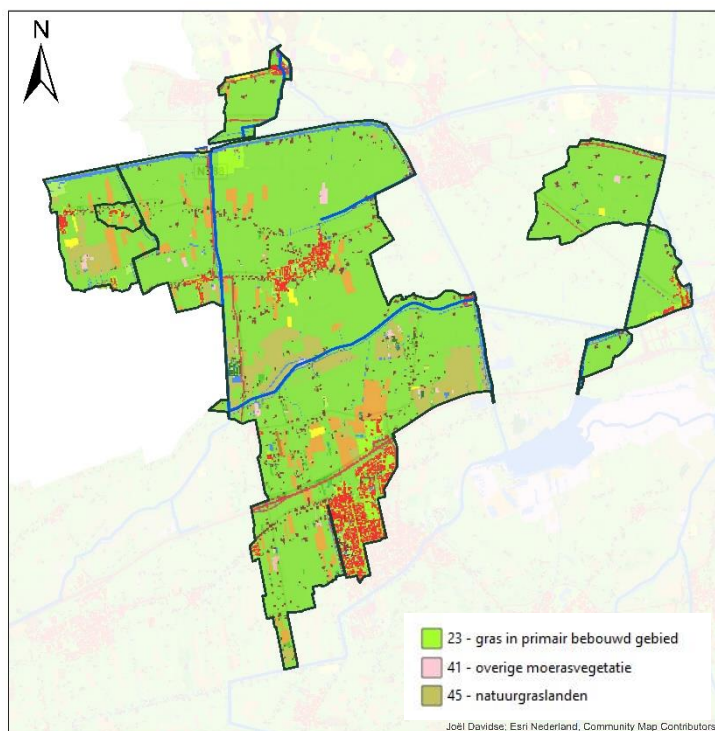 N
23 - gras in primair bebouwd gebied
41 - overige moerasvegetatie
45 - natuurgraslanden
Joël Davidse; Esri Nederland, Community Map Contributors